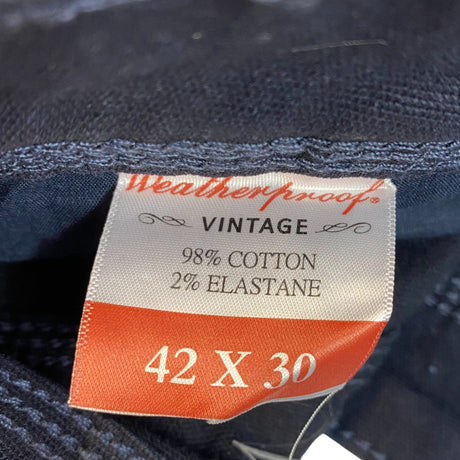 Weatherproof®
VINTAGE
98% COTTON
2% ELASTANE
42 X 30